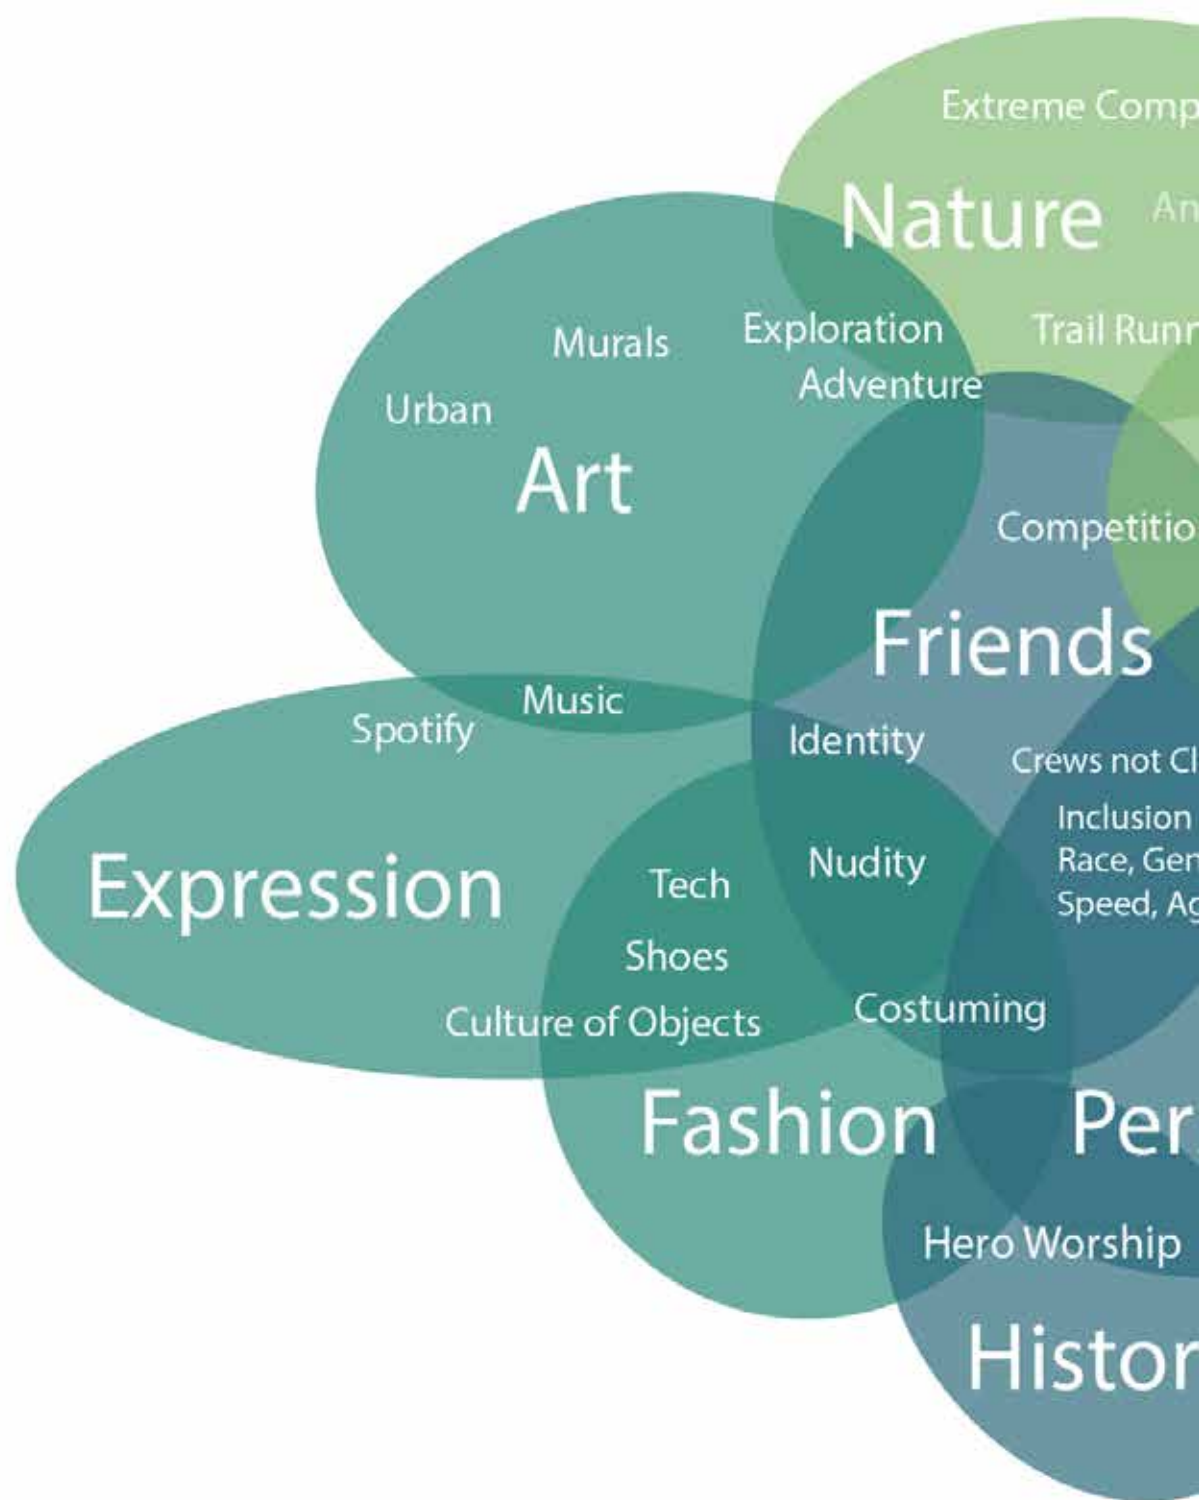 Extreme Comp
Nature An
Murals
Exploration
Trail Runn
Adventure
Urban
Art
Competitio
Friends
Music
Spotify
Identity
Crews not Cl
Inclusion
Race, Gen
Speed, Ag
Expression
Tech
Nudity
Shoes
Culture of Objects
Costuming
Fashion
Per
Hero Worship
Histor